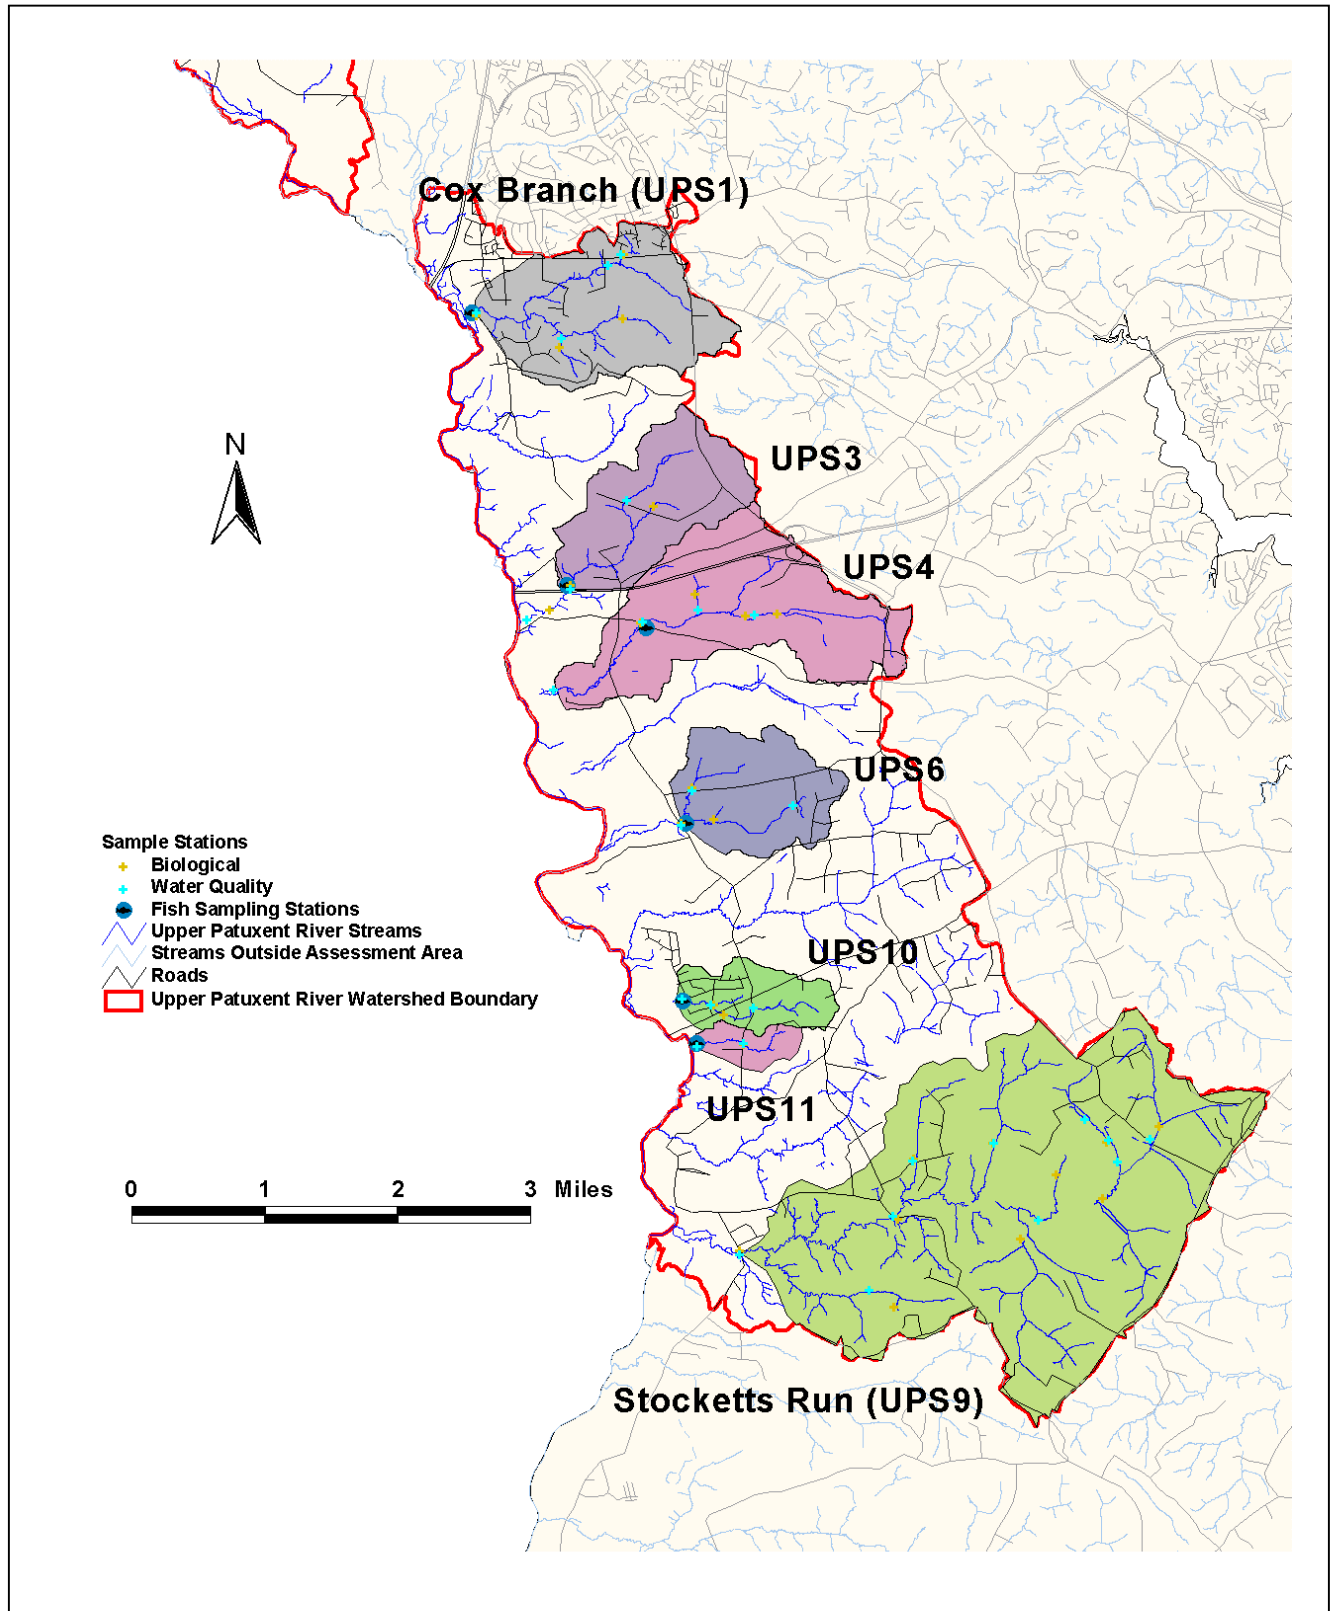 Cox Branch (UPS1)
UPS3
N
UPS4
UPS6
Sample Stations
Biological
Water Quality
Fish Sampling Stations
Upper Patuxent River Streams
Streams Outside Assessment Area
Roads
Upper Patuxent River Watershed Boundary
UPS10
UPS11
0 1 2 3 Miles
Stocketts Run (UPS9)